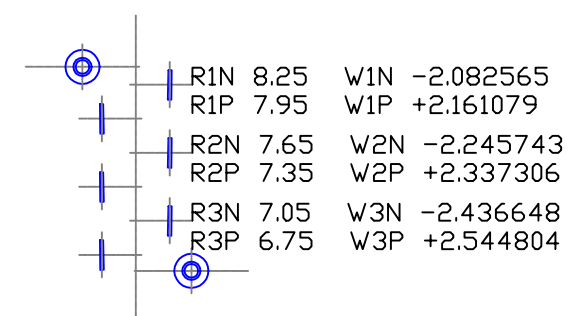 R1N 8.25 W1N -2.082565
R1P 7.95 W1P +2.161079
R2N 7.65 W2N -2.245743
R2P 7.35 W2P +2.337306
R3N 7.05 W3N -2.436648
R3P 6.75 W3P +2.544804